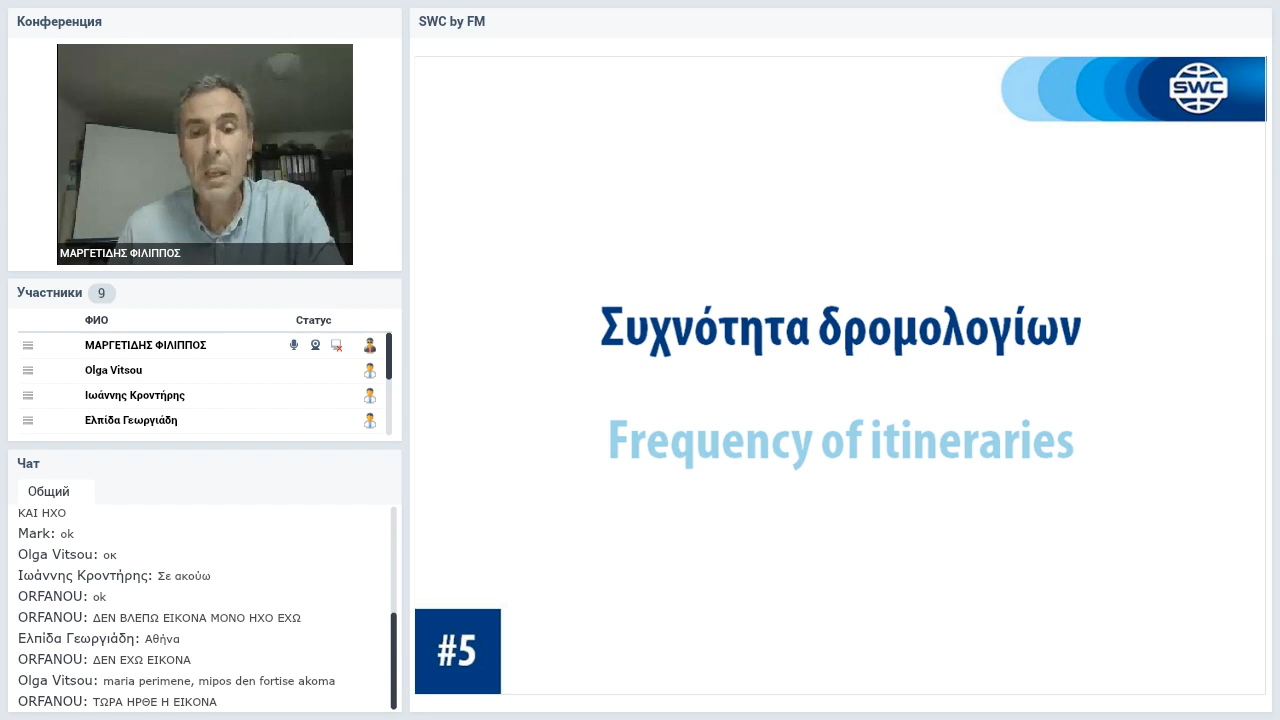 Конференция
ΜΑΡΓΕΤΙΔΗΣ ΦΙΛΙΠΠΟΣ
Участники 9
ФИО Статус
ΜΑΡΓΕΤΙΔΗΣ ΦΙΛΙΠΠΟΣ
Olga Vitsou
Ιωάννης Κροντήρης
Ελπίδα Γεωργιάδη
Чат
Общий
ΚΑΙ ΗΧΟ
Mark: ok
Olga Vitsou: οκ
Ιωάννης Κροντήρης: Σε ακούω
ORFANOU: ok
ORFANOU: ΔΕΝ ΒΛΕΠΩ ΕΙΚΟΝΑ ΜΟΝΟ ΗΧΟ ΕΧΩ
Ελπίδα Γεωργιάδη: Αθήνα
ORFANOU: ΔΕΝ ΕΧΩ ΕΙΚΟΝΑ
Olga Vitsou: maria perimene, mipos den fortise akoma
ORFANOU: ΤΩΡΑ ΗΡΘΕ Η ΕΙΚΟΝΑ
SWC by FM
SWC
Συχνότητα δρομολογίων
Frequency of itineraries
#5